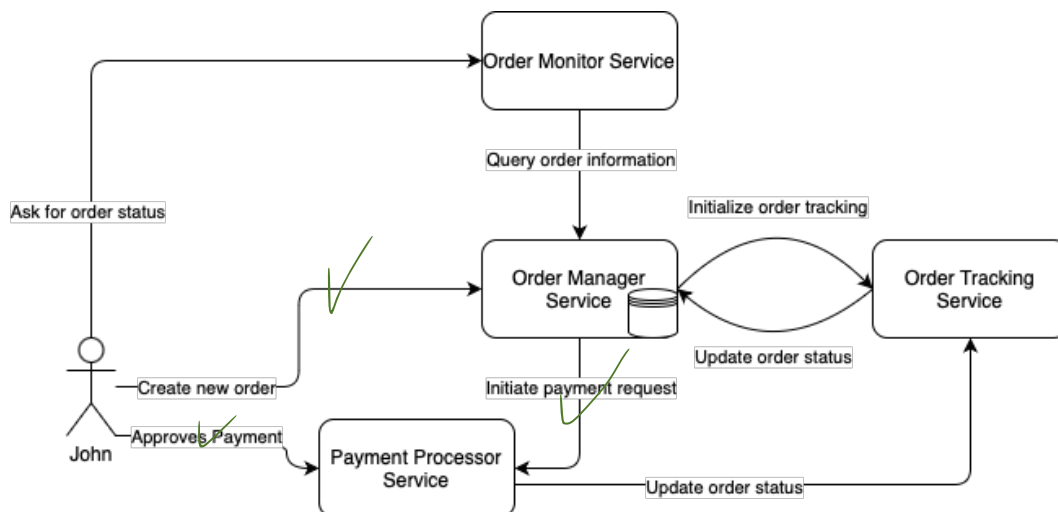 Order Monitor Service
Query order information
Ask for order status
Initialize order tracking
Order Manager
Service
Order Tracking
Service
Update order status
Create new order
Initiate payment request
Approves Payment
John
Payment Processor
Service
Update order status